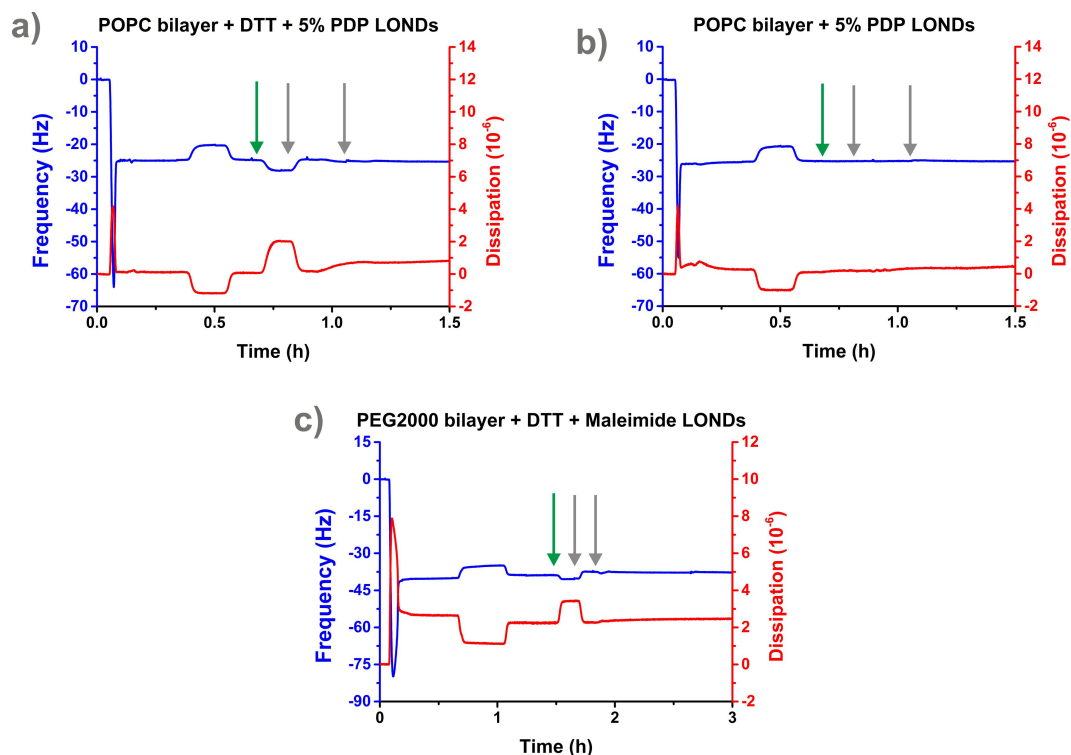 a)
POPC bilayer + DTT + 5% PDP LONDs
10
0
-10
-20
-30
-40
-50
-60
-70
Frequency (Hz)
14
12
10
8
6
4
2
0
-2
Dissipation (10-6)
0.0 0.5 1.0 1.5
Time (h)
b)
POPC bilayer + 5% PDP LONDs
10
0
-10
-20
-30
-40
-50
-60
-70
Frequency (Hz)
14
12
10
8
6
4
2
0
-2
Dissipation (10-6)
0.0 0.5 1.0 1.5
Time (h)
c)
PEG2000 bilayer + DTT + Maleimide LONDs
15
0
-15
-30
-45
-60
-75
-90
Frequency (Hz)
12
10
8
6
4
2
0
-2
Dissipation (10-6)
0 1 2 3
Time (h)